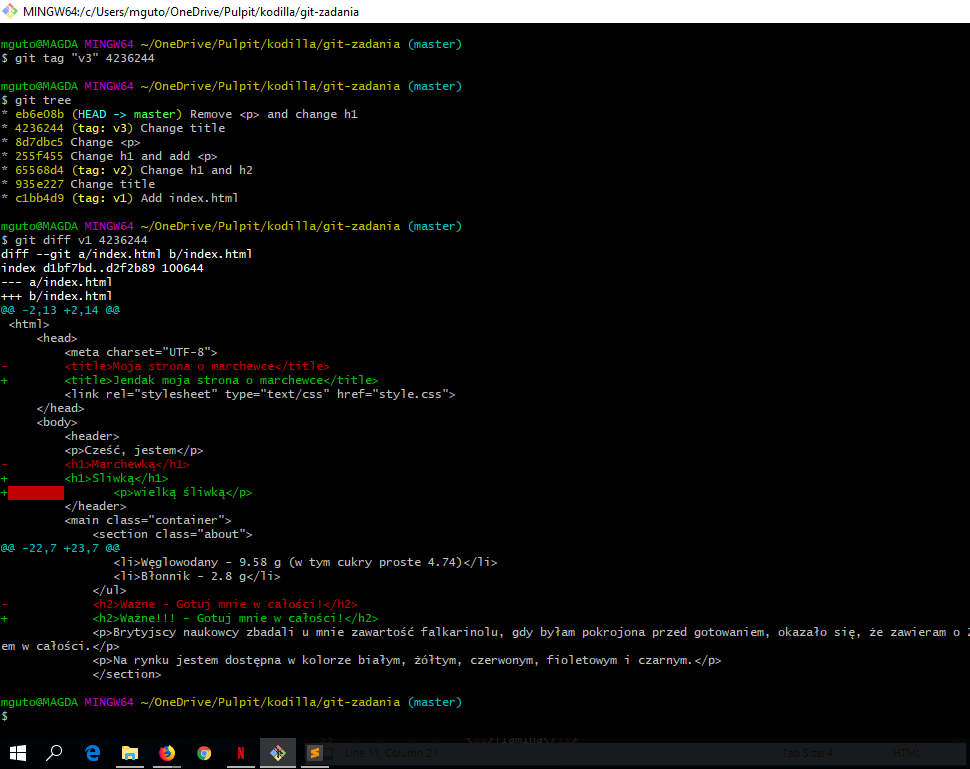 MINGW64:/c/Users/mguto/OneDrive/Pulpit/kodilla/git-zadania
mguto@MAGDA MINGW64 ~/OneDrive/Pulpit/kodilla/git-zadania (master)
$ git tag "v3" 4236244
mguto@MAGDA MINGW64 ~/OneDrive/Pulpit/kodilla/git-zadania (master)
$ git tree
* eb6e08b (HEAD -> master) Remove <p> and change h1
* 4236244 (tag: v3) Change title
* 8d7dbc5 Change <p>
* 255f455 Change h1 and add <p>
* 65568d4 (tag: v2) Change h1 and h2
* 935e227 Change title
* c1bb4d9 (tag: v1) Add index.html
mguto@MAGDA MINGW64 ~/OneDrive/Pulpit/kodilla/git-zadania (master)
$ git diff v1 4236244
diff --git a/index.html b/index.html
index d1bf7bd..d2f2b89 100644
--- a/index.html
+++ b/index.html
@@ -2,13 +2,14 @@
<html>
<head>
<meta charset="UTF-8">
- <title>Moja strona o marchewce</title>
+ <title>Jendak moja strona o marchewce</title>
<link rel="stylesheet" type="text/css" href="style.css">
</head>
<body>
<header>
<p>Cześć, jestem</p>
- <h1>Marchewką</h1>
+ <h1>Śliwką</h1>
+ <p>wielką śliwką</p>
</header>
<main class="container">
<section class="about">
@@ -22,7 +23,7 @@
<li>Węglowodany - 9.58 g (w tym cukry proste 4.74)</li>
<li>Błonnik - 2.8 g</li>
</ul>
- <h2>Ważne - Gotuj mnie w całości!</h2>
+ <h2>Ważne!!! - Gotuj mnie w całości!</h2>
<p>Brytyjscy naukowcy zbadali u mnie zawartość falkarinolu, gdy byłam pokrojona przed gotowaniem, okazało się, że zawieram o 2
em w całości.</p>
<p>Na rynku jestem dostępna w kolorze białym, żółtym, czerwonym, fioletowym i czarnym.</p>
</section>
mguto@MAGDA MINGW64 ~/OneDrive/Pulpit/kodilla/git-zadania (master)
$
Line 11, Column 21 Tab Size: 4 HTML